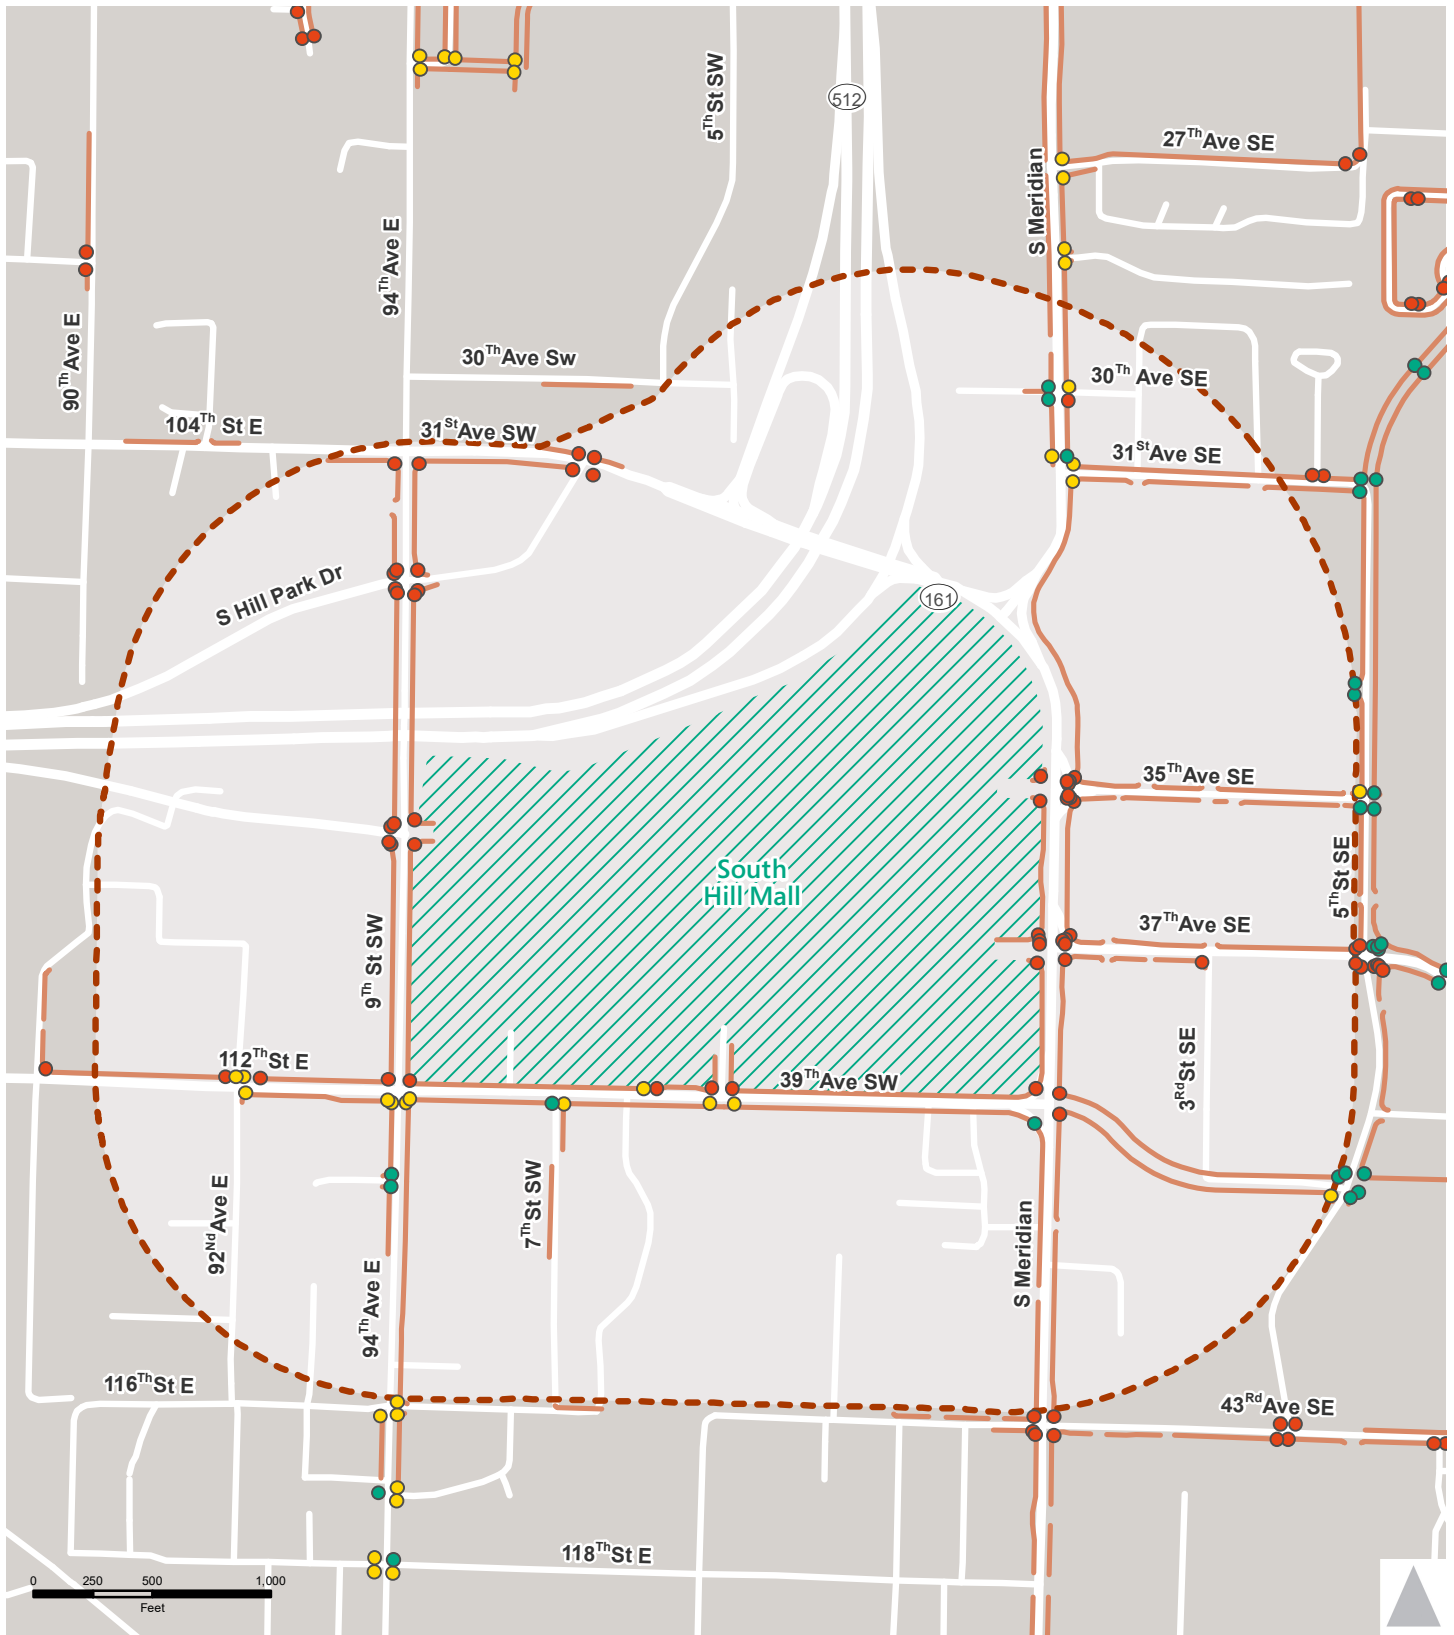 5Th St SW
512
27Th Ave SE
S Meridian
94Th Ave E
90Th Ave E
30Th Ave Sw
30Th Ave SE
104Th St E
31St Ave SW
31St Ave SE
S Hill Park Dr
161
35Th Ave SE
South
Hill Mall
5Th St SE
37Th Ave SE
9Th St SW
112Th St E
39Th Ave SW
3Rd St SE
92Nd Ave E
7Th St SW
94Th Ave E
S Meridian
116Th St E
43Rd Ave SE
118Th St E
0 250 500 1,000
Feet